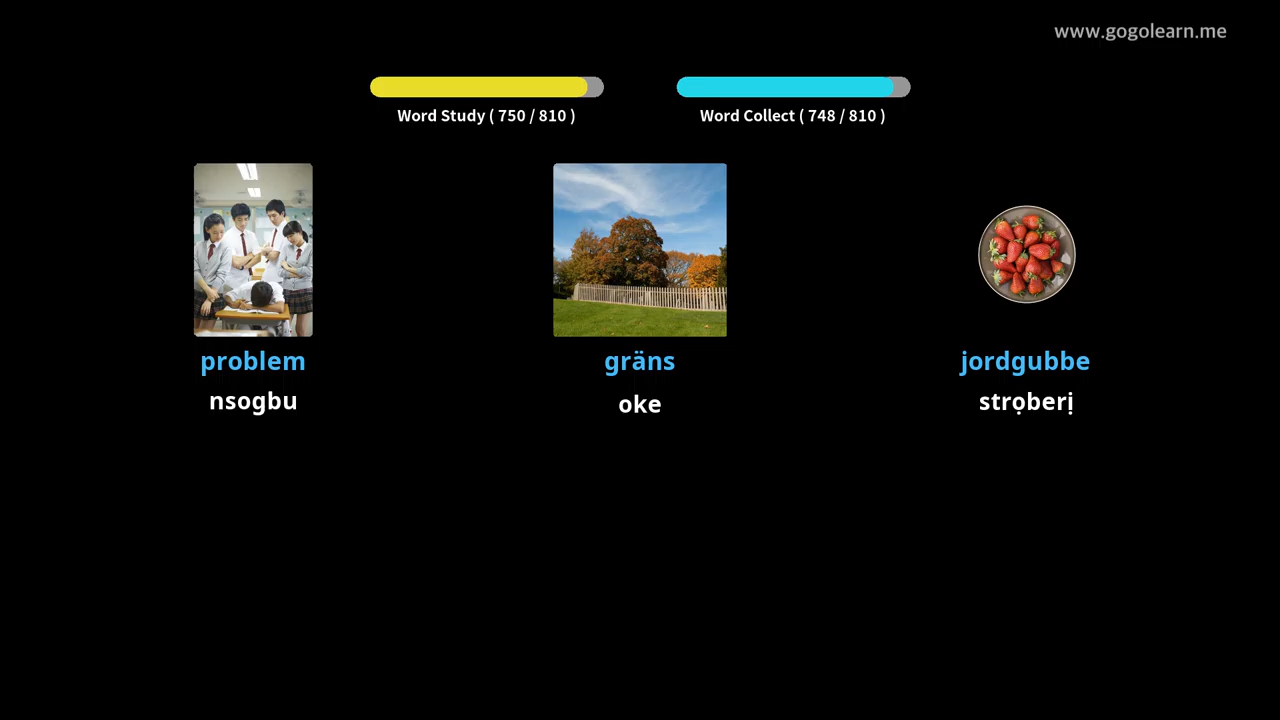 www.gogolearn.me
Word Study ( 750 / 810 )
Word Collect ( 748 / 810 )
problem
nsogbu
gräns
oke
jordgubbe
strọberị